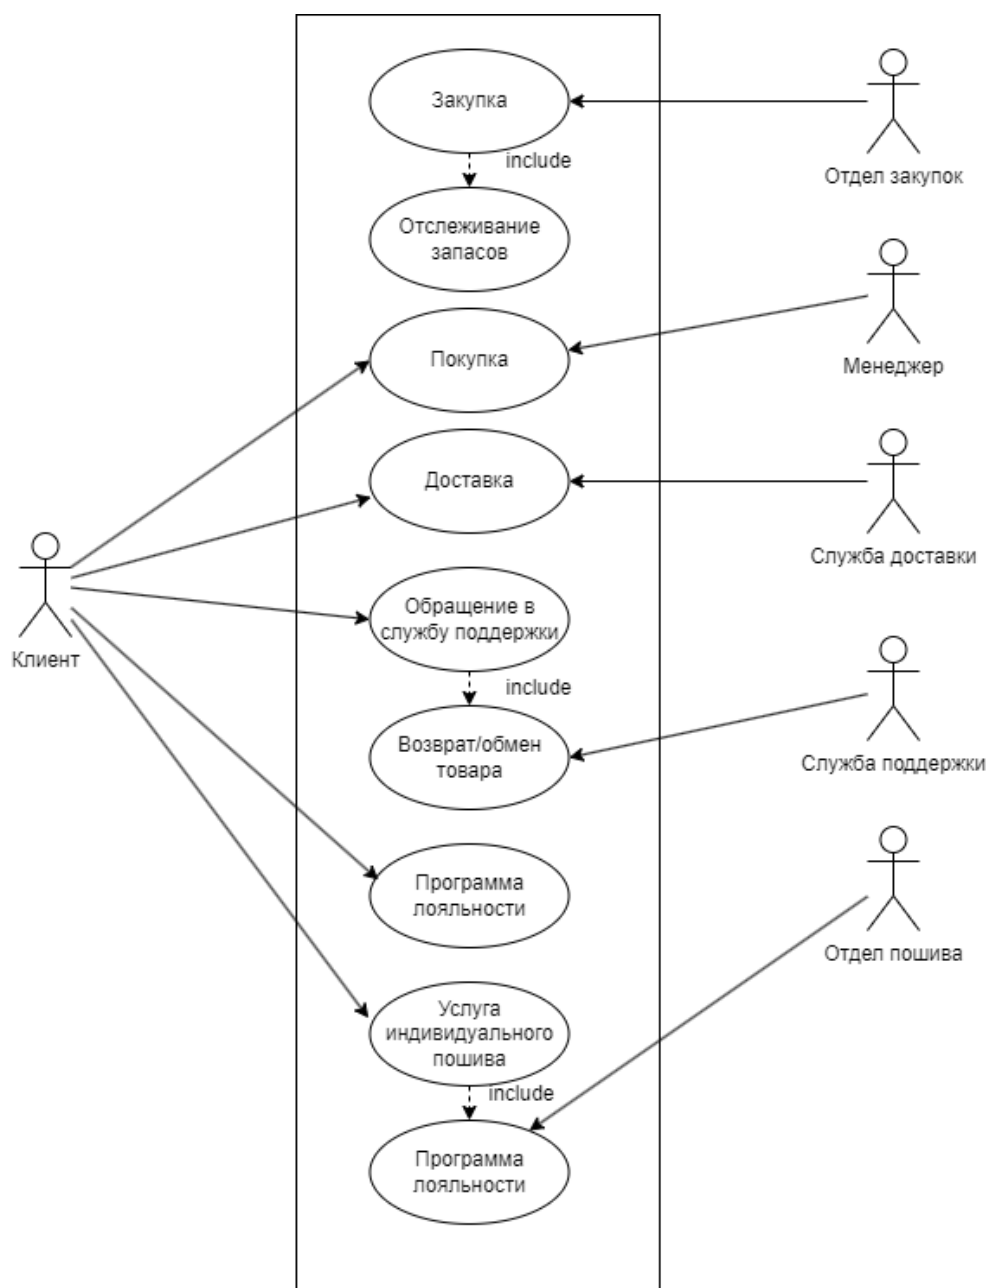 Закупка
Отдел закупок
include
Отслеживание
запасов
Покупка
Менеджер
Доставка
Служба доставки
Клиент
Обращение в
службу поддержки
include
Возврат/обмен
товара
Служба поддержки
Программа
лояльности
Отдел пошива
Услуга
индивидуального
пошива
include
Программа
лояльности